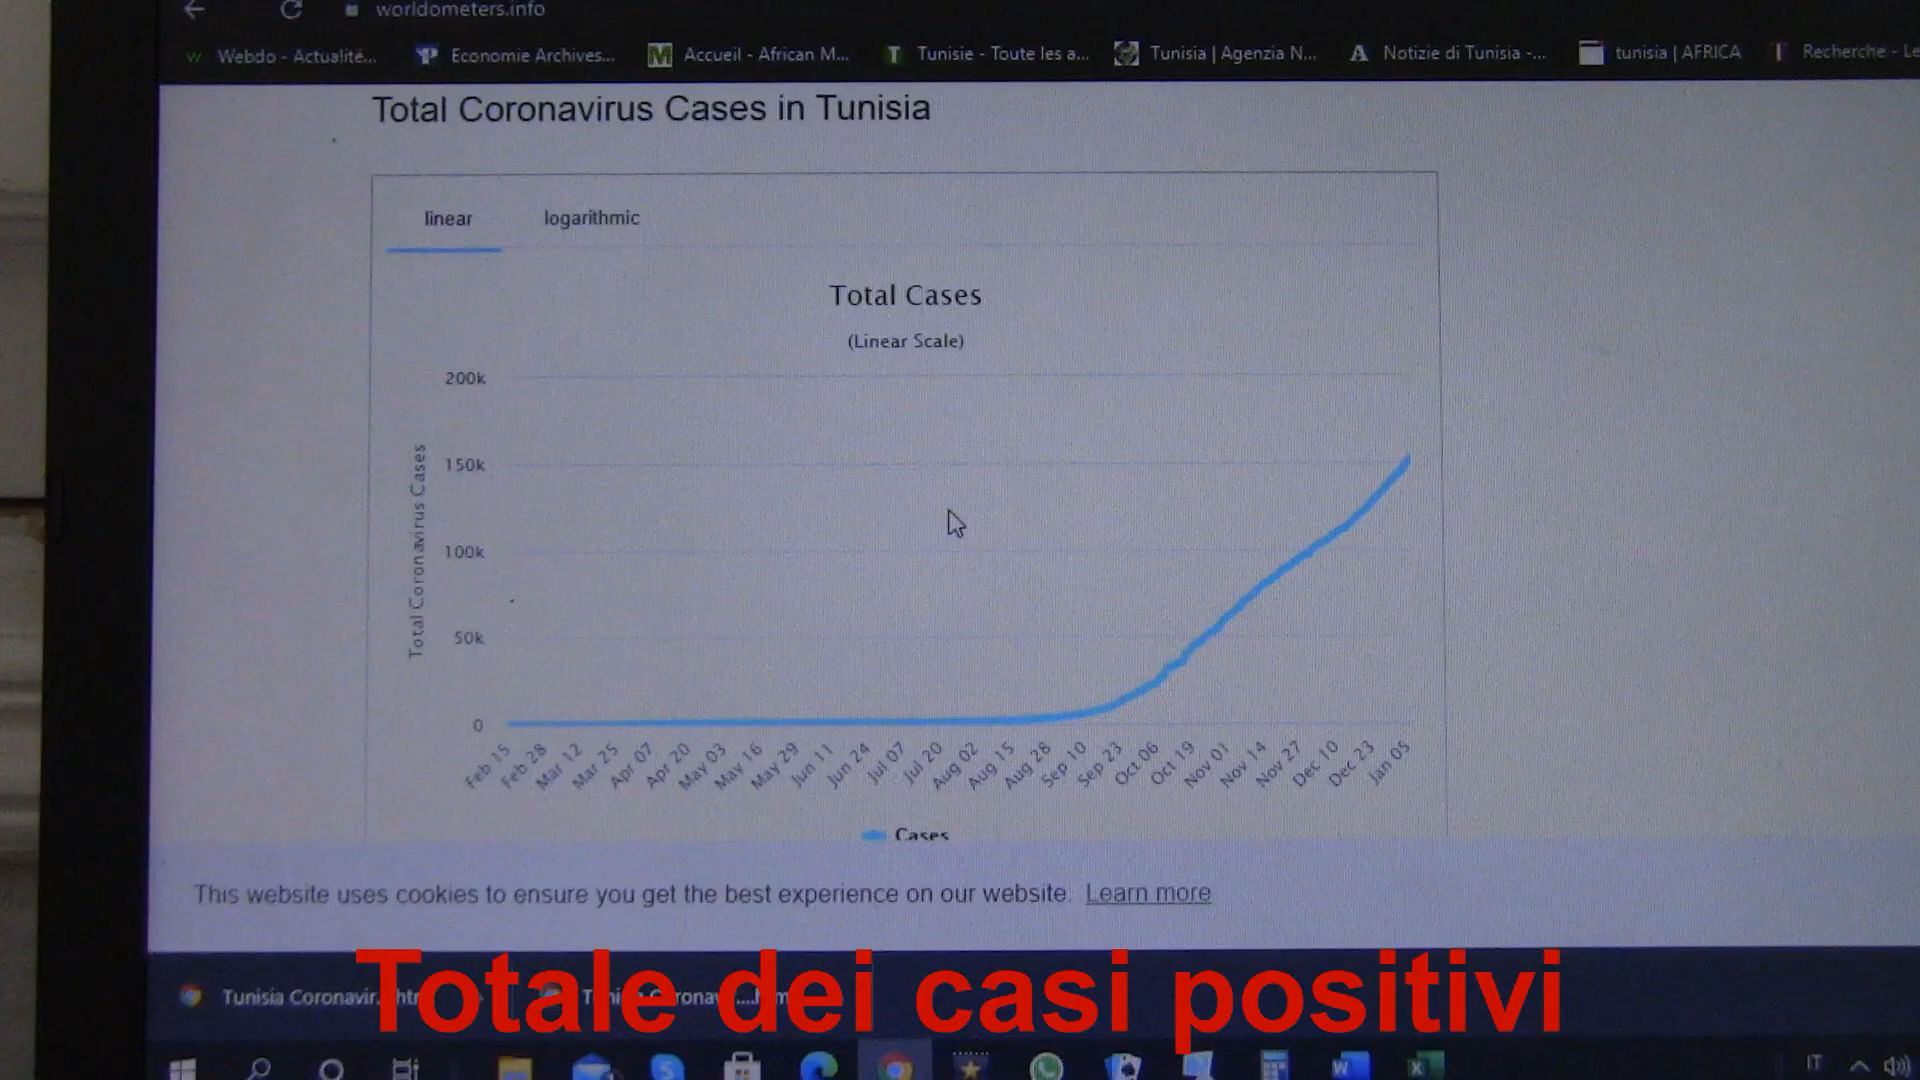 worldometers.info
Webdo - Actualité... Economie Archives... Accueil - African M... Tunisie - Toute les a... Tunisia | Agenzia N... Notizie di Tunisia -... tunisia | AFRICA Recherche - Le
Total Coronavirus Cases in Tunisia
linear logarithmic
Total Cases
(Linear Scale)
Total Coronavirus Cases
200k
150k
100k
50k
0
Feb 15 Feb 28 Mar 12 Mar 25 Apr 07 Apr 20 May 03 May 16 May 29 Jun 11 Jun 24 Jul 07 Jul 20 Aug 02 Aug 15 Aug 28 Sep 10 Sep 23 Oct 06 Oct 19 Nov 01 Nov 14 Nov 27 Dec 10 Dec 23 Jan 05
Cases
This website uses cookies to ensure you get the best experience on our website. Learn more
Tunisia Coronavir...
Totale dei casi positivi
IT